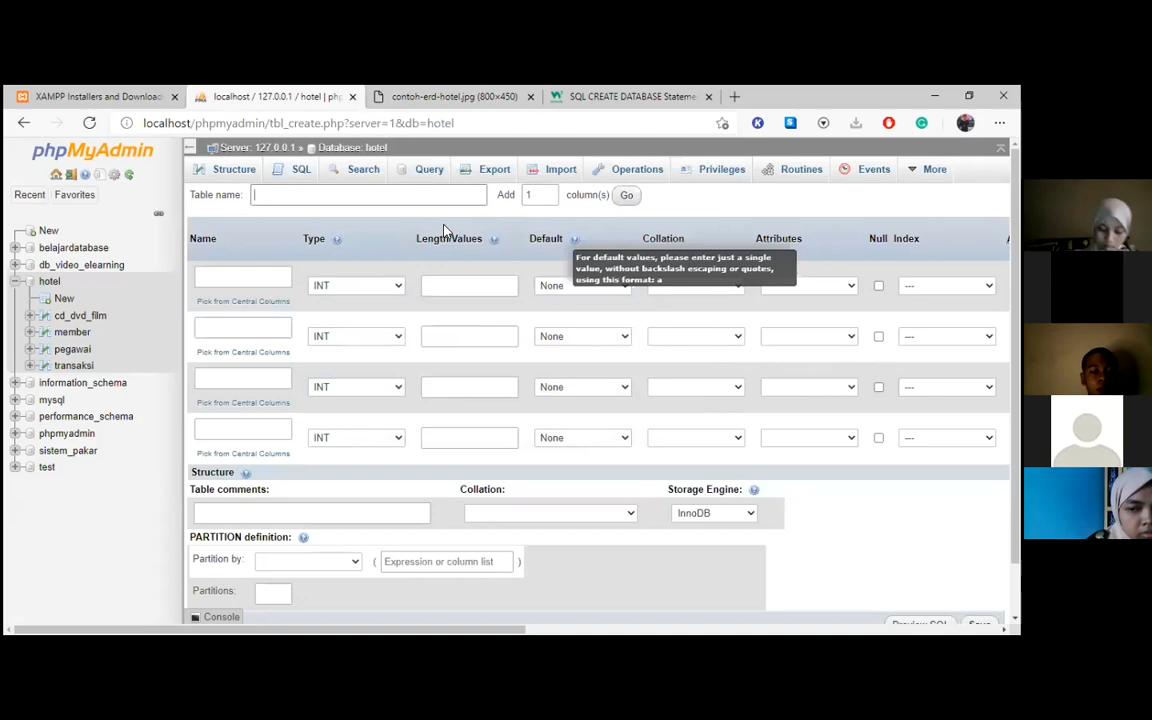 XAMPP Installers and Download
localhost / 127.0.0.1 / hotel | ph
contoh-erd-hotel.jpg (800×450)
SQL CREATE DATABASE Stateme
localhost/phpmyadmin/tbl_create.php?server=1&db=hotel
phpMyAdmin
Recent
Favorites
New
belajardatabase
db_video_elearning
hotel
New
cd_dvd_film
member
pegawai
transaksi
information_schema
mysql
performance_schema
phpmyadmin
sistem_pakar
test
Server: 127.0.0.1 » Database: hotel
Structure SQL Search Query Export Import Operations Privileges Routines Events More
Table name: Add 1 column(s) Go
Name Type Length/Values Default Collation Attributes Null Index
For default values, please enter just a single
value, without backslash escaping or quotes,
using this format: a
INT None ---
Pick from Central Columns
INT None ---
Pick from Central Columns
INT None ---
Pick from Central Columns
INT None ---
Pick from Central Columns
Structure
Table comments: Collation: Storage Engine:
InnoDB
PARTITION definition:
Partition by: ( Expression or column list )
Partitions:
Console
Preview SQL Save